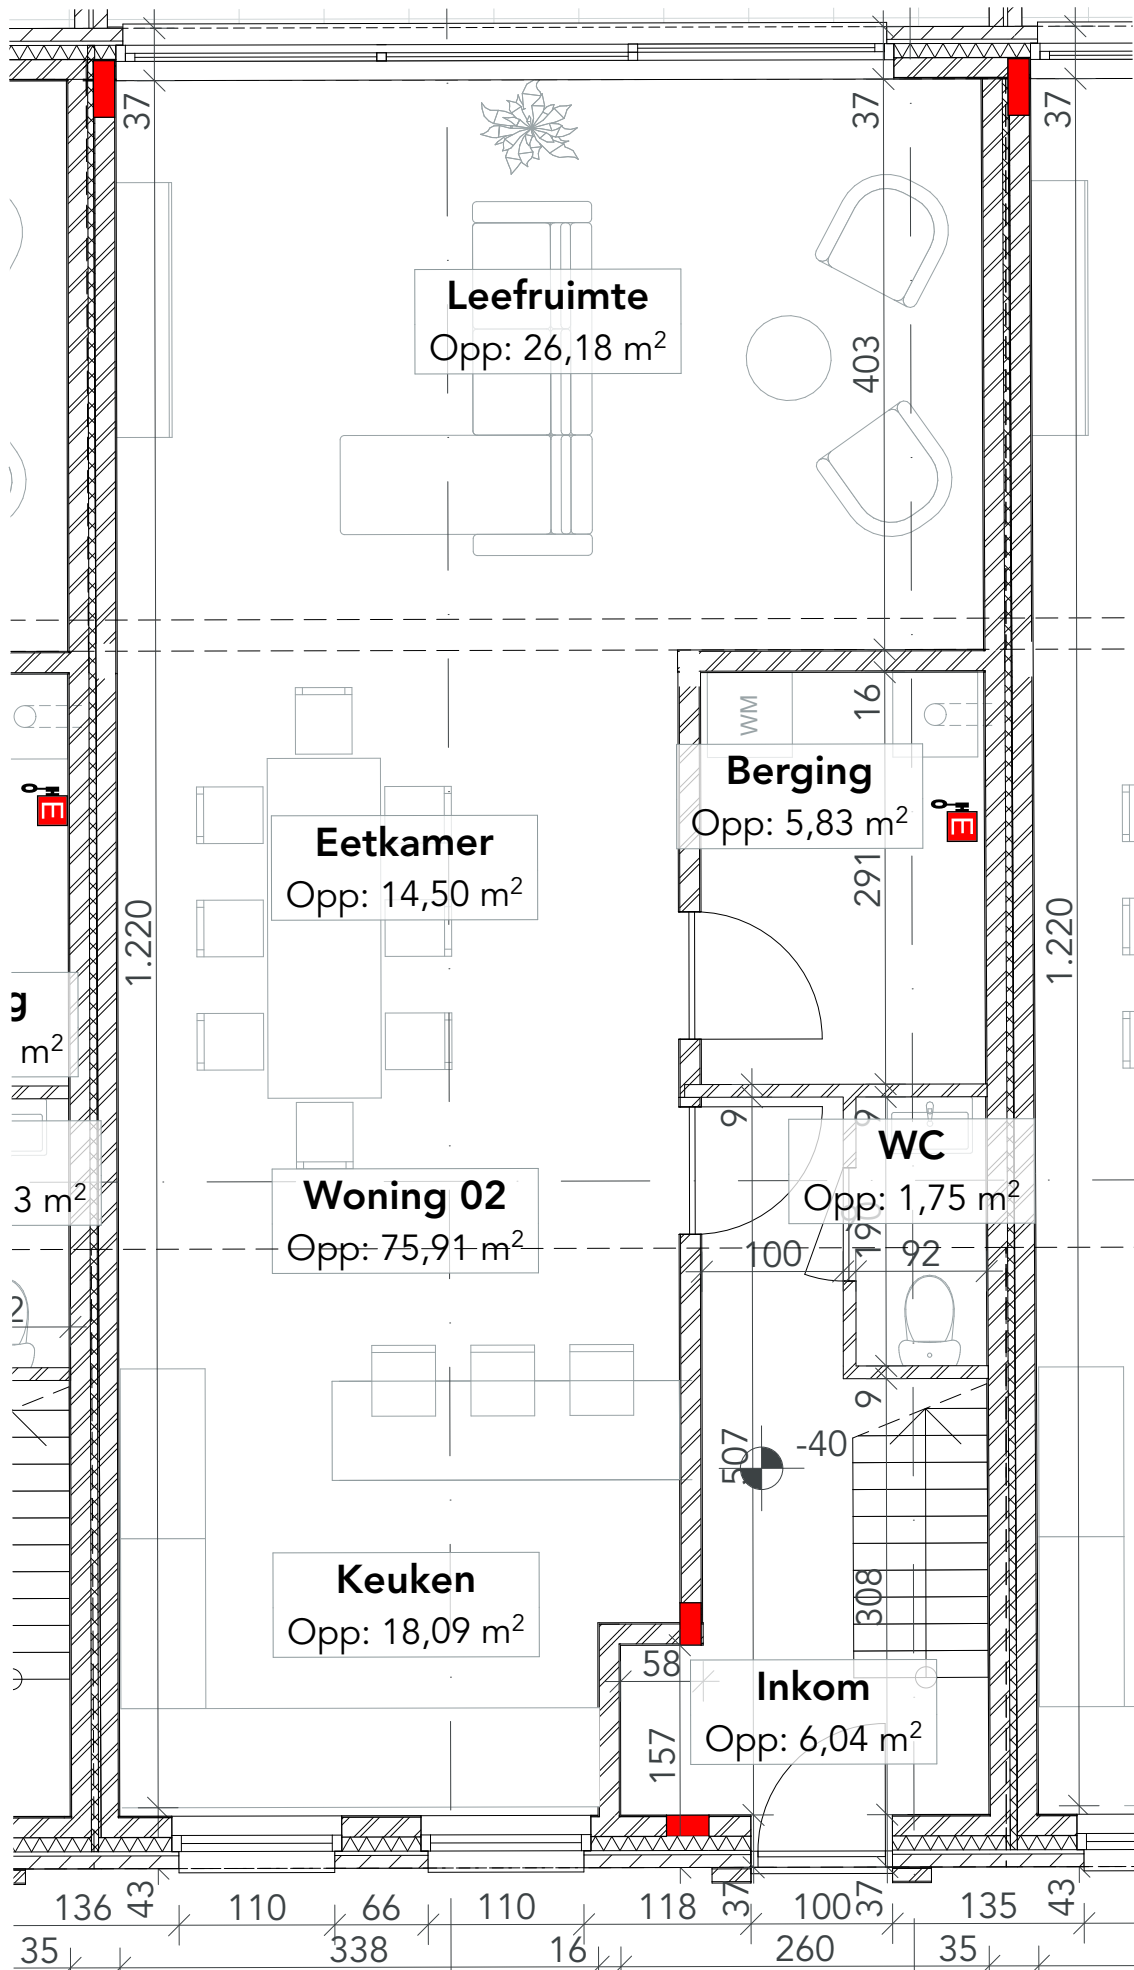 37
37
37
Leefruimte
Opp: 26,18 m²
403
16
WM
Berging
Opp: 5,83 m²
E
E
Eetkamer
Opp: 14,50 m²
291
1.220
1.220
g
m²
9
9
WC
Opp: 1,75 m²
3 m²
Woning 02
Opp: 75,91 m²
100
92
2
9
507
-40
308
Keuken
Opp: 18,09 m²
58
Inkom
Opp: 6,04 m²
157
136
43
110
66
110
118
37
100
37
135
43
35
338
16
260
35